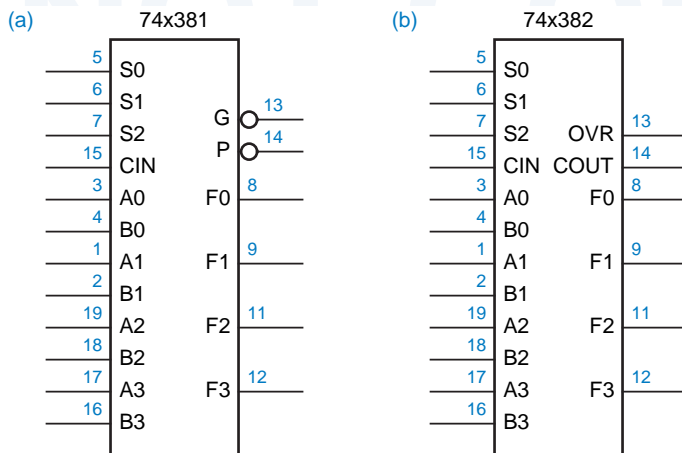 (a)
74x381
5 S0
6 S1
7 S2
15 CIN
3 A0
4 B0
1 A1
2 B1
19 A2
18 B2
17 A3
16 B3
G 13
P 14
F0 8
F1 9
F2 11
F3 12
(b)
74x382
5 S0
6 S1
7 S2
15 CIN
3 A0
4 B0
1 A1
2 B1
19 A2
18 B2
17 A3
16 B3
OVR 13
COUT 14
F0 8
F1 9
F2 11
F3 12